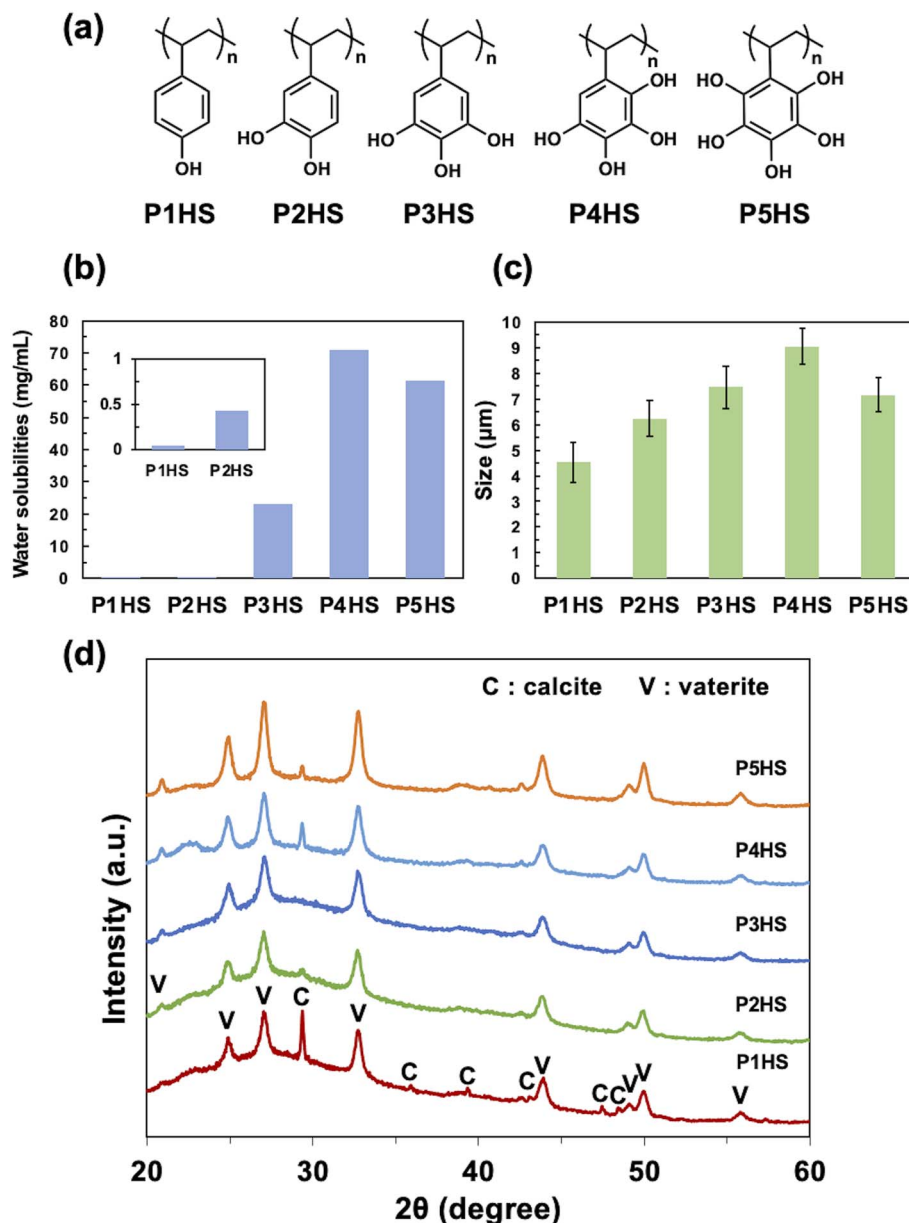 (a)
n n n n n
OH
HO OH
HO OH OH
OH HO OH OH
HO OH HO OH OH
P1HS P2HS P3HS P4HS P5HS
(b)
Water solubilities (mg/mL)
80
70
60
50
40
30
20
10
0
1
0.5
0
P1HS P2HS
P1HS P2HS P3HS P4HS P5HS
(c)
Size (μm)
10
9
8
7
6
5
4
3
2
1
0
P1HS P2HS P3HS P4HS P5HS
(d)
C : calcite V : vaterite
P5HS
P4HS
P3HS
P2HS
P1HS
V V V C V C C C V C C V V V
Intensity (a.u.)
20 30 40 50 60
2θ (degree)